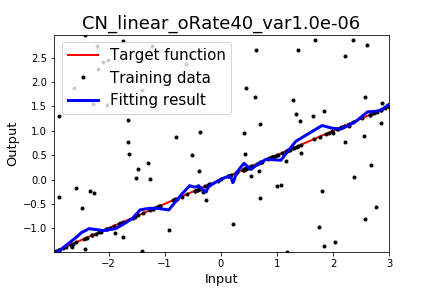 CN_linear_oRate40_var1.0e-06
Target function
Training data
Fitting result
Output
2.5
2.0
1.5
1.0
0.5
0.0
−0.5
−1.0
−2
−1
0
1
2
3
Input